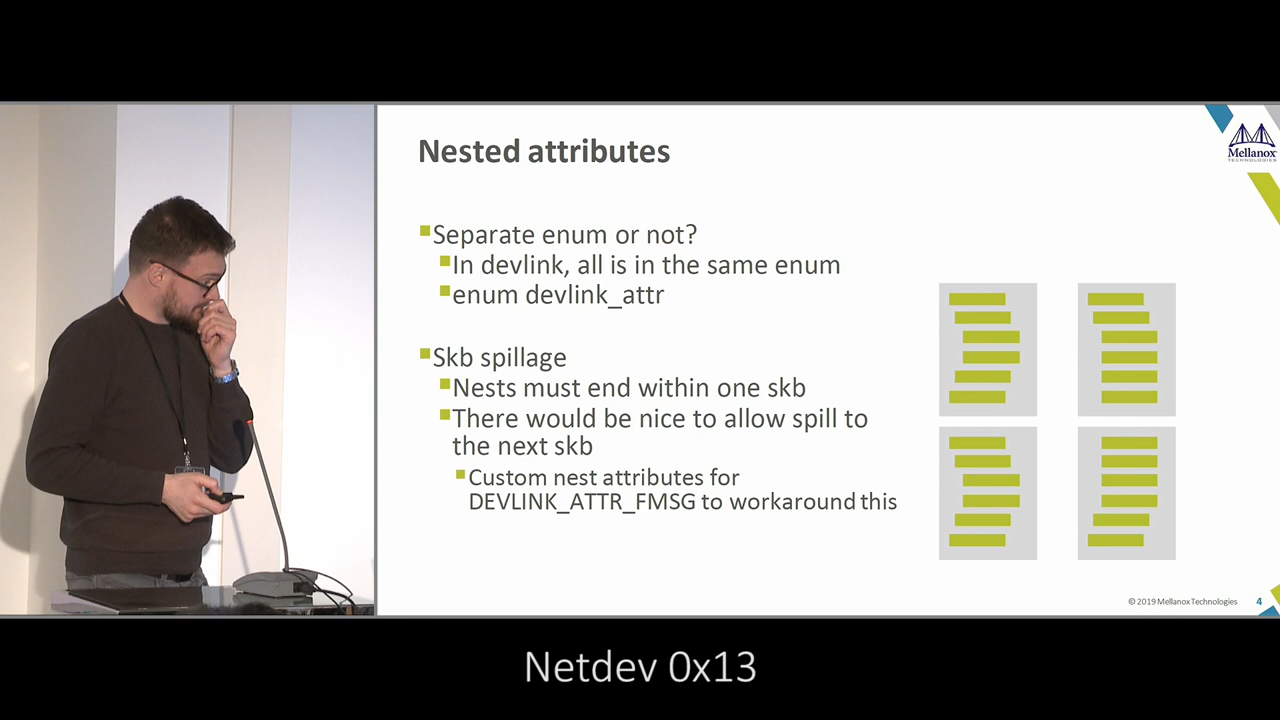 Nested attributes
Mellanox
TECHNOLOGIES
Separate enum or not?
In devlink, all is in the same enum
enum devlink_attr
Skb spillage
Nests must end within one skb
There would be nice to allow spill to
the next skb
Custom nest attributes for
DEVLINK_ATTR_FMSG to workaround this
© 2019 Mellanox Technologies 4
Netdev 0x13